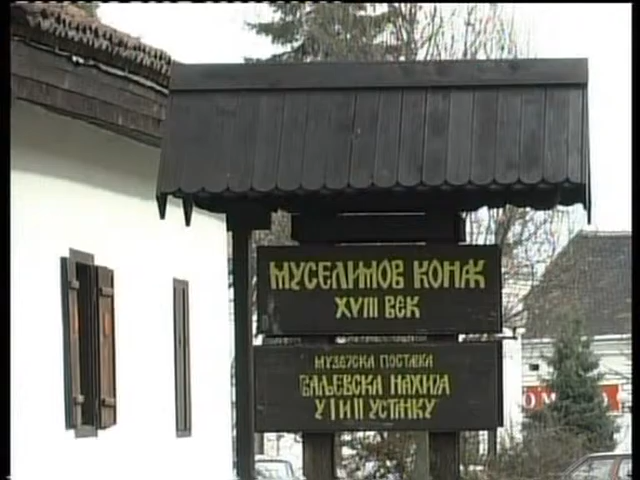 МУСЕЛИМОВ КОНАК
XVIII ВЕК
МУЗЕЈСКА ПОСТАВКА
ВАЉЕВСКА НАХИЈА
У I И II УСТАНКУ